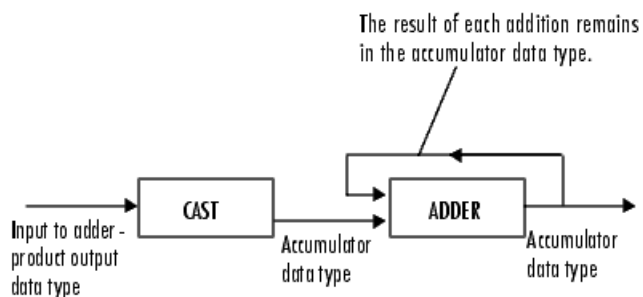 The result of each addition remains
in the accumulator data type.
CAST
ADDER
Input to adder -
product output
data type
Accumulator
data type
Accumulator
data type